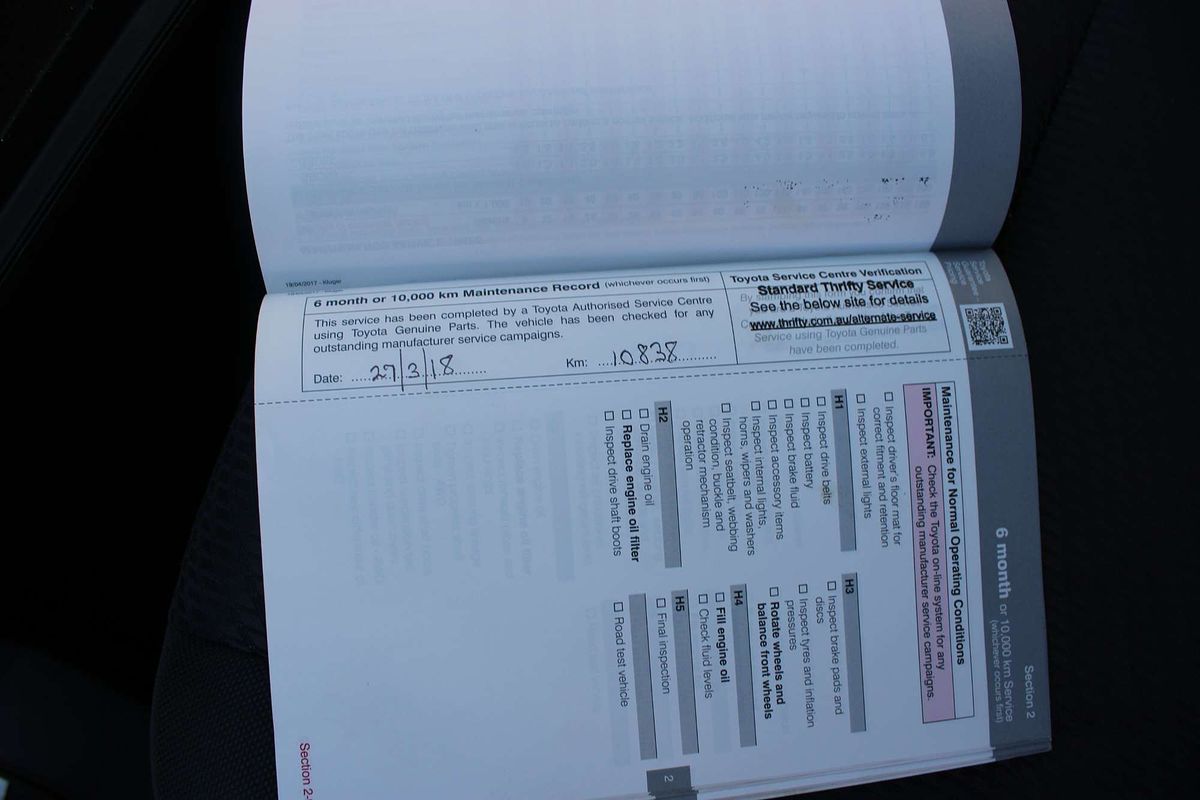 19/04/2017 - Kluger
6 month or 10,000 km Maintenance Record (whichever occurs first)
This service has been completed by a Toyota Authorised Service Centre
using Toyota Genuine Parts. The vehicle has been checked for any
outstanding manufacturer service campaigns.
Date: .....27/3/18........
Km: ....10838..........
Toyota Service Centre Verification
Standard Thrifty Service
See the below site for details
www.thrifty.com.au/alternate-service
Service using Toyota Genuine Parts
have been completed.
Section 2
6 month or 10,000 km Service
(whichever occurs first)
Maintenance for Normal Operating Conditions
IMPORTANT: Check the Toyota on-line system for any
outstanding manufacturer service campaigns.
☐ Inspect driver's floor mat for
correct fitment and retention
☐ Inspect external lights
H1
☐ Inspect drive belts
☐ Inspect battery
☐ Inspect brake fluid
☐ Inspect accessory items
☐ Inspect internal lights,
horns, wipers and washers
☐ Inspect seatbelt, webbing
condition, buckle and
retractor mechanism
operation
H2
☐ Drain engine oil
☐ Replace engine oil filter
☐ Inspect drive shaft boots
H3
☐ Inspect brake pads and
discs
☐ Inspect tyres and inflation
pressures
☐ Rotate wheels and
balance front wheels
H4
☐ Fill engine oil
☐ Check fluid levels
H5
☐ Final inspection
☐ Road test vehicle
2
Section 2-